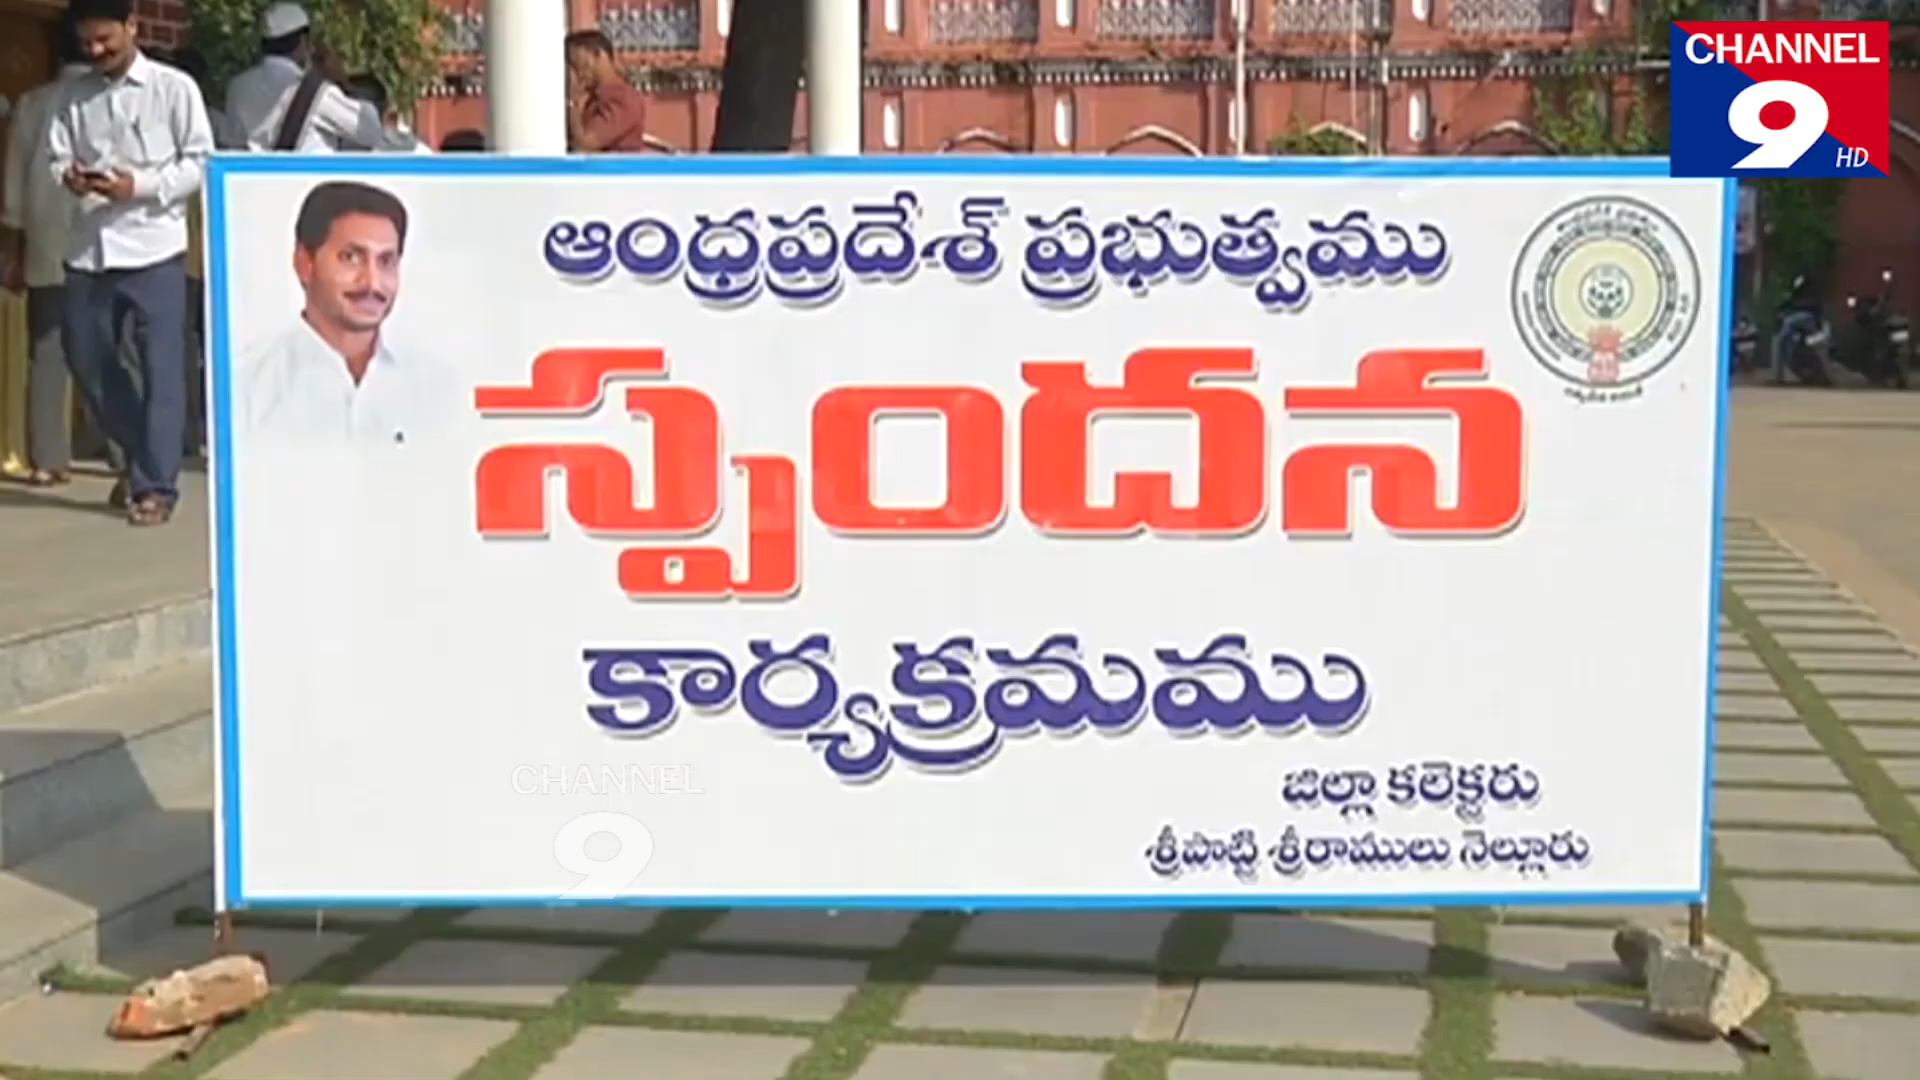 CHANNEL
9
HD
ఆంధ్రప్రదేశ్ ప్రభుత్వము
స్పందన
కార్యక్రమము
జిల్లా కలెక్టరు
శ్రీపొట్టి శ్రీరాములు నెల్లూరు
CHANNEL
9